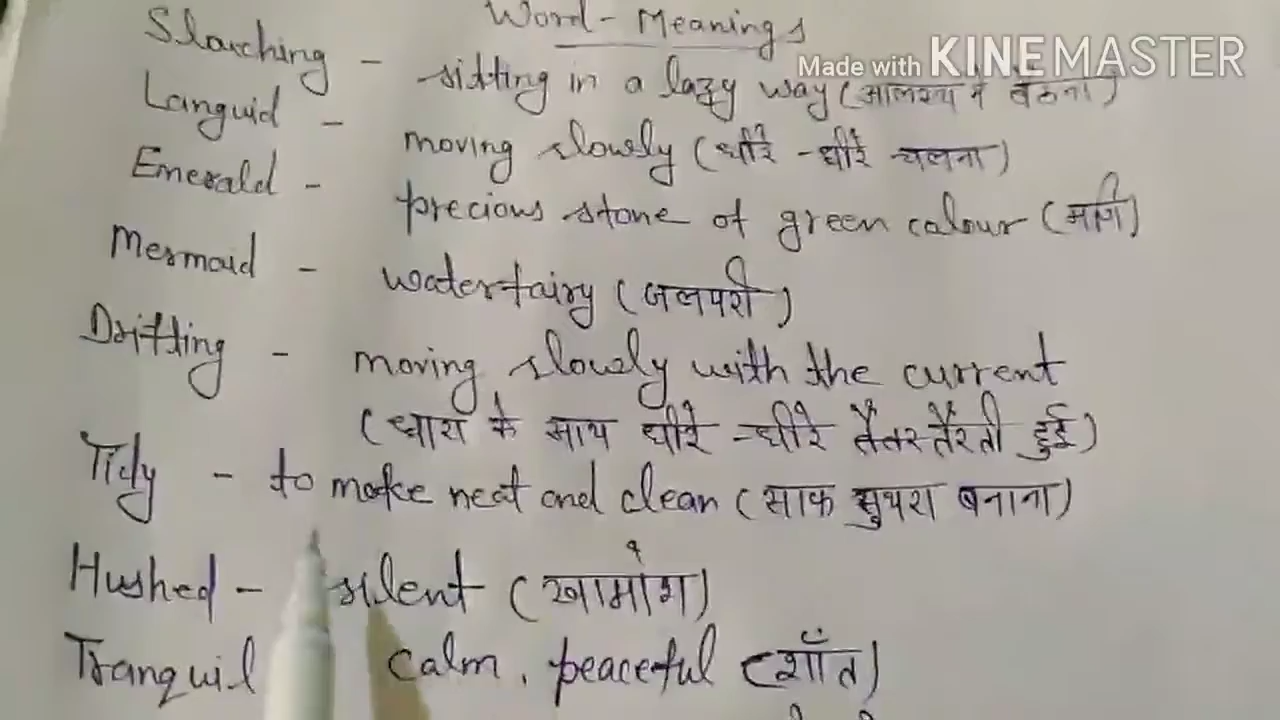 Word-Meanings
Made with KINEMASTER
Slouching - sitting in a lazy way (आलस्य में बैठना)
Languid - moving slowly (धीरे-धीरे चलना)
Emerald - precious stone of green colour (मणि)
Mermaid - waterfairy (जलपरी)
Drifting - moving slowly with the current
(धारा के साथ धीरे-धीरे तैतर तैरती हुई)
Tidy - to make neat and clean (साफ सुथरा बनाना)
Hushed - silent (खामोंश)
Tranquil calm, peaceful (शाँत)